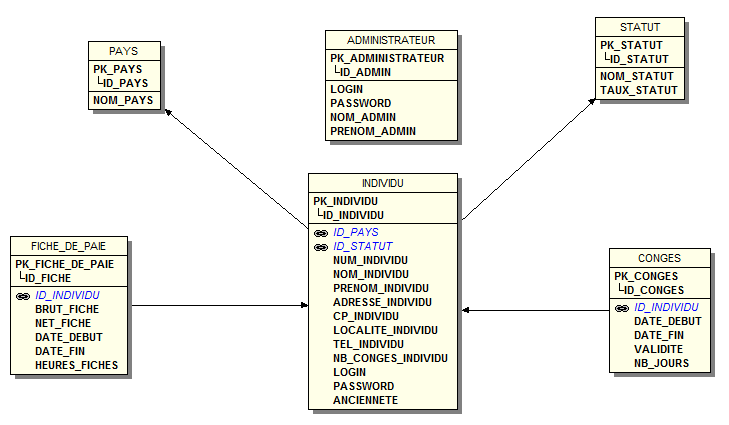 PAYS
PK_PAYS
ID_PAYS
NOM_PAYS
ADMINISTRATEUR
PK_ADMINISTRATEUR
ID_ADMIN
LOGIN
PASSWORD
NOM_ADMIN
PRENOM_ADMIN
STATUT
PK_STATUT
ID_STATUT
NOM_STATUT
TAUX_STATUT
FICHE_DE_PAIE
PK_FICHE_DE_PAIE
ID_FICHE
ID_INDIVIDU
BRUT_FICHE
NET_FICHE
DATE_DEBUT
DATE_FIN
HEURES_FICHES
INDIVIDU
PK_INDIVIDU
ID_INDIVIDU
ID_PAYS
ID_STATUT
NUM_INDIVIDU
NOM_INDIVIDU
PRENOM_INDIVIDU
ADRESSE_INDIVIDU
CP_INDIVIDU
LOCALITE_INDIVIDU
TEL_INDIVIDU
NB_CONGES_INDIVIDU
LOGIN
PASSWORD
ANCIENNETE
CONGES
PK_CONGES
ID_CONGES
ID_INDIVIDU
DATE_DEBUT
DATE_FIN
VALIDITE
NB_JOURS